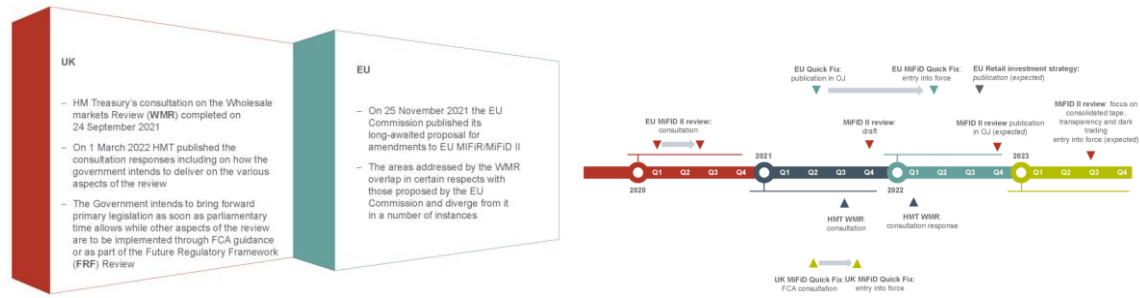 UK
– HM Treasury's consultation on the Wholesale
markets Review (WMR) completed on
24 September 2021
– On 1 March 2022 HMT published the
consultation responses including on how the
government intends to deliver on the various
aspects of the review
– The Government intends to bring forward
primary legislation as soon as parliamentary
time allows while other aspects of the review
are to be implemented through FCA guidance
or as part of the Future Regulatory Framework
(FRF) Review
EU
– On 25 November 2021 the EU
Commission published its
long-awaited proposal for
amendments to EU MIFIR/MiFID II
– The areas addressed by the WMR
overlap in certain respects with
those proposed by the EU
Commission and diverge from it
in a number of instances
EU Quick Fix:
publication in OJ
EU MiFID Quick Fix:
entry into force
EU Retail investment strategy:
publication (expected)
EU MiFID II review:
consultation
MiFID II review:
draft
MiFID II review publication
in OJ (expected)
MiFID II review: focus on
consolidated tape,
transparency and dark
trading
entry into force (expected)
2020
Q1 Q2 Q3 Q4
2021
Q1 Q2 Q3 Q4
2022
Q1 Q2 Q3 Q4
2023
Q1 Q2 Q3 Q4
HMT WMR:
consultation
HMT WMR:
consultation response
UK MiFID Quick Fix:
FCA consultation
UK MiFID Quick Fix:
entry into force